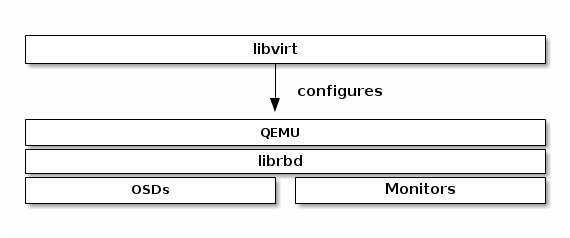 libvirt
configures
QEMU
librbd
OSDs
Monitors